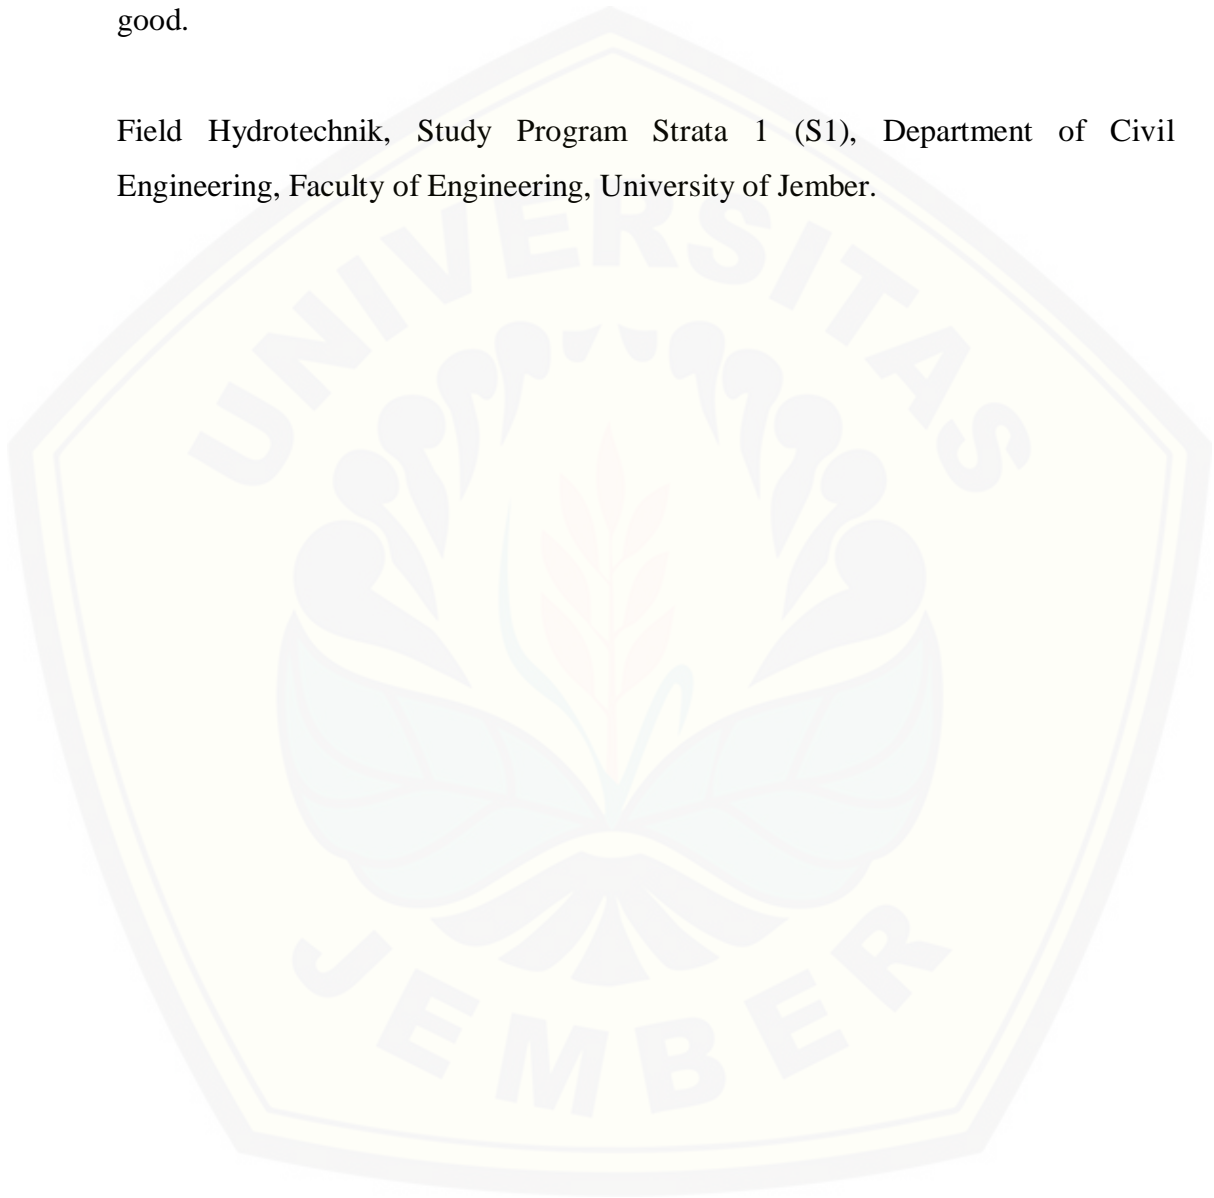 good.
Field Hydrotechnik, Study Program Strata 1 (S1), Department of Civil
Engineering, Faculty of Engineering, University of Jember.
UNIVERSITAS
JEMBER